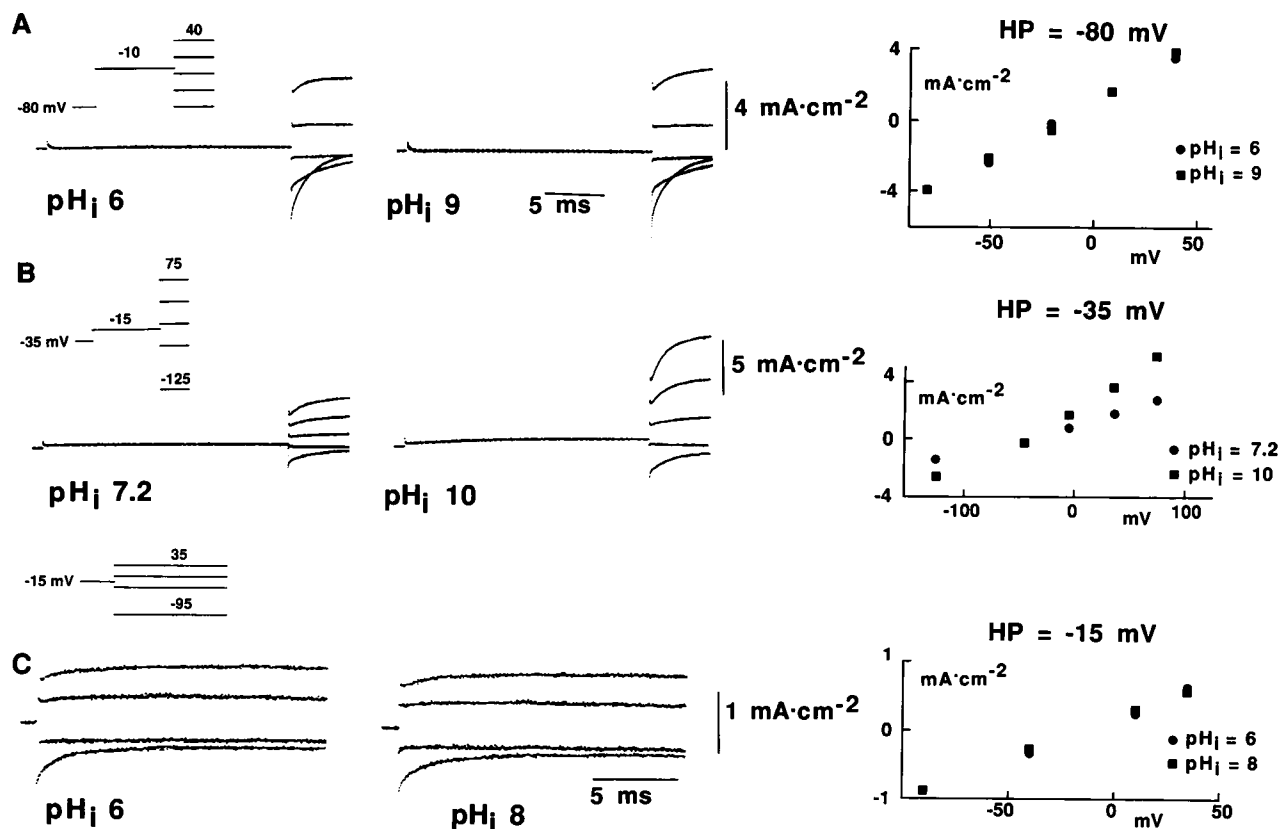 A
40
-10
-80 mV
pHi 6
pHi 9
5 ms
4 mA·cm-2
HP = -80 mV
4
mA·cm-2
0
-4
-50
0
50
mV
pHi = 6
pHi = 9
B
75
-15
-35 mV
-125
pHi 7.2
pHi 10
5 mA·cm-2
HP = -35 mV
4
mA·cm-2
0
-4
-100
0
100
mV
pHi = 7.2
pHi = 10
35
-15 mV
-95
C
pHi 6
pHi 8
5 ms
1 mA·cm-2
HP = -15 mV
1
mA·cm-2
0
-1
-50
0
50
mV
pHi = 6
pHi = 8